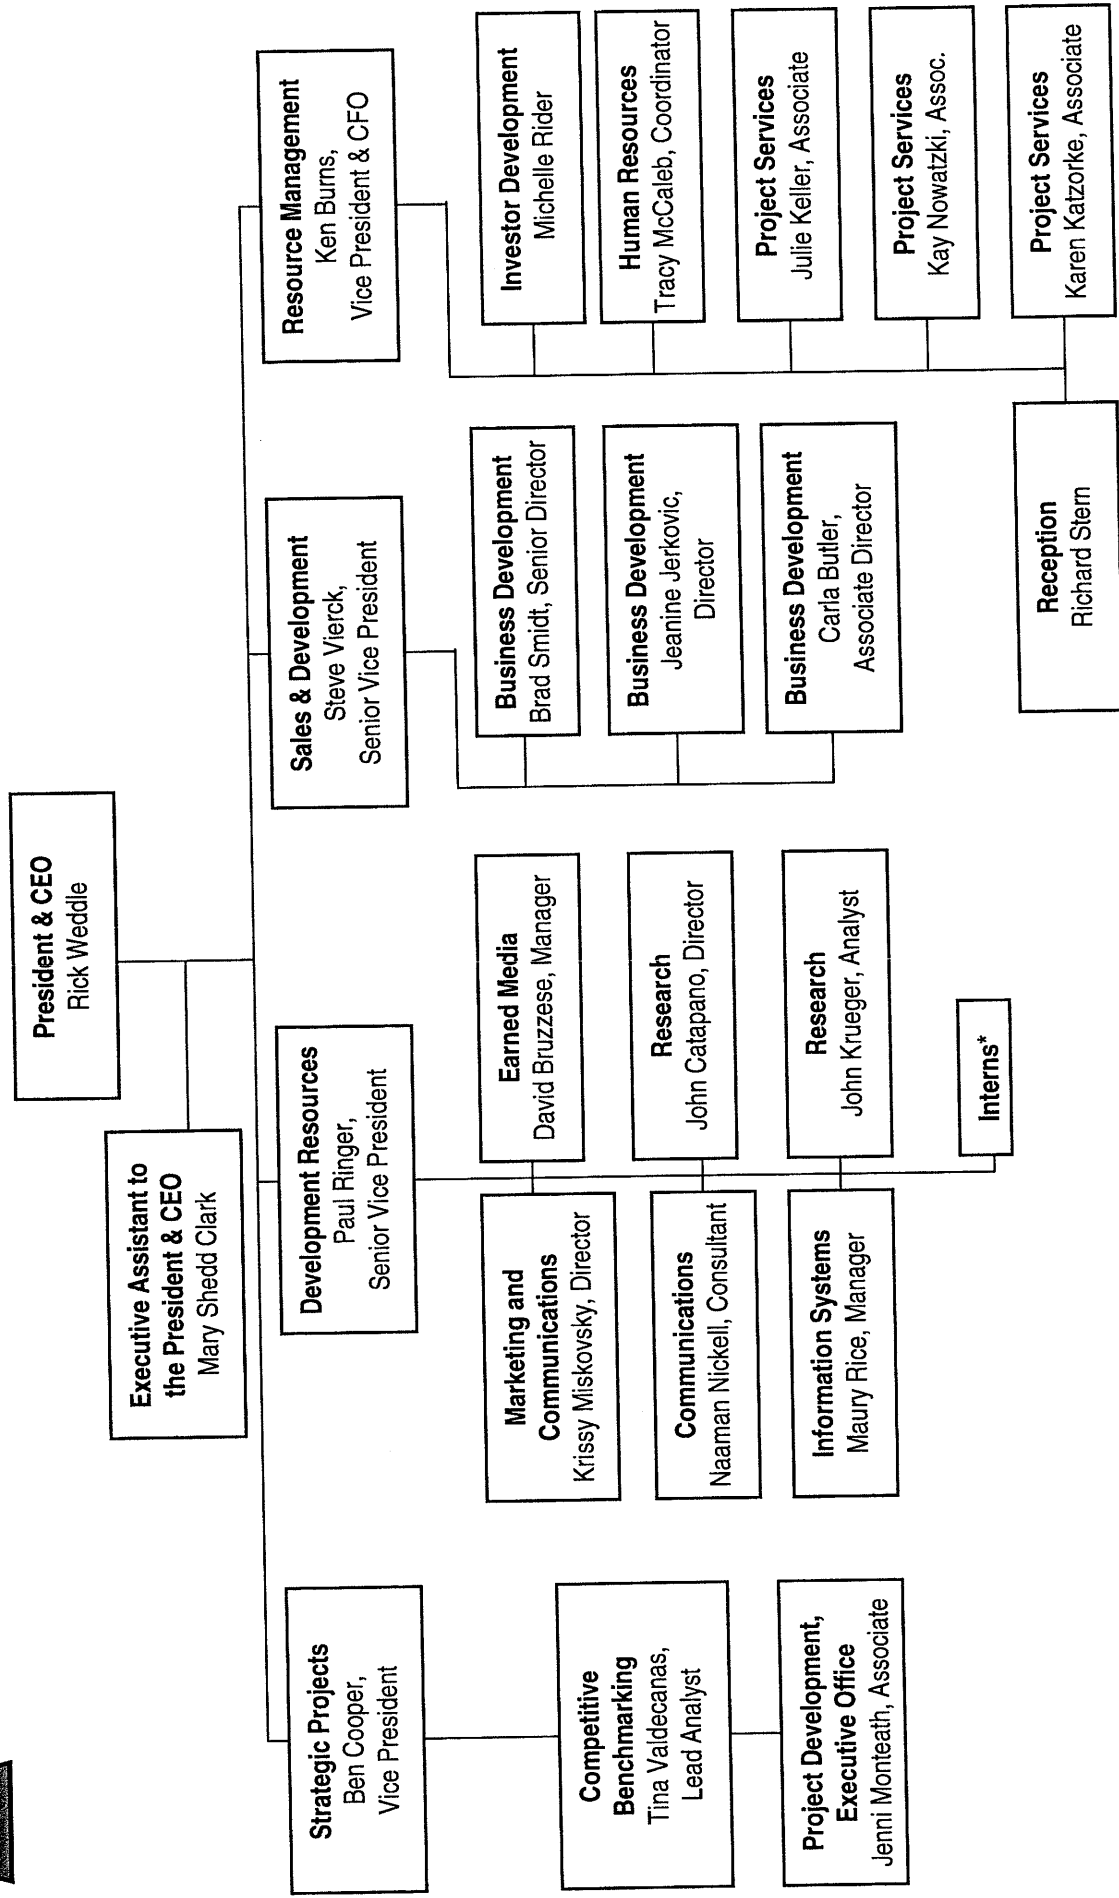 President & CEO
Rick Weddle
Executive Assistant to
the President & CEO
Mary Shedd Clark
Strategic Projects
Ben Cooper,
Vice President
Competitive
Benchmarking
Tina Valdecanas,
Lead Analyst
Project Development,
Executive Office
Jenni Monteath, Associate
Development Resources
Paul Ringer,
Senior Vice President
Marketing and
Communications
Krissy Miskovsky, Director
Earned Media
David Bruzzese, Manager
Communications
Naaman Nickell, Consultant
Research
John Catapano, Director
Information Systems
Maury Rice, Manager
Research
John Krueger, Analyst
Interns*
Sales & Development
Steve Vierck,
Senior Vice President
Business Development
Brad Smidt, Senior Director
Business Development
Jeanine Jerkovic,
Director
Business Development
Carla Butler,
Associate Director
Resource Management
Ken Burns,
Vice President & CFO
Investor Development
Michelle Rider
Human Resources
Tracy McCaleb, Coordinator
Project Services
Julie Keller, Associate
Project Services
Kay Nowatzki, Assoc.
Project Services
Karen Katzorke, Associate
Reception
Richard Stern